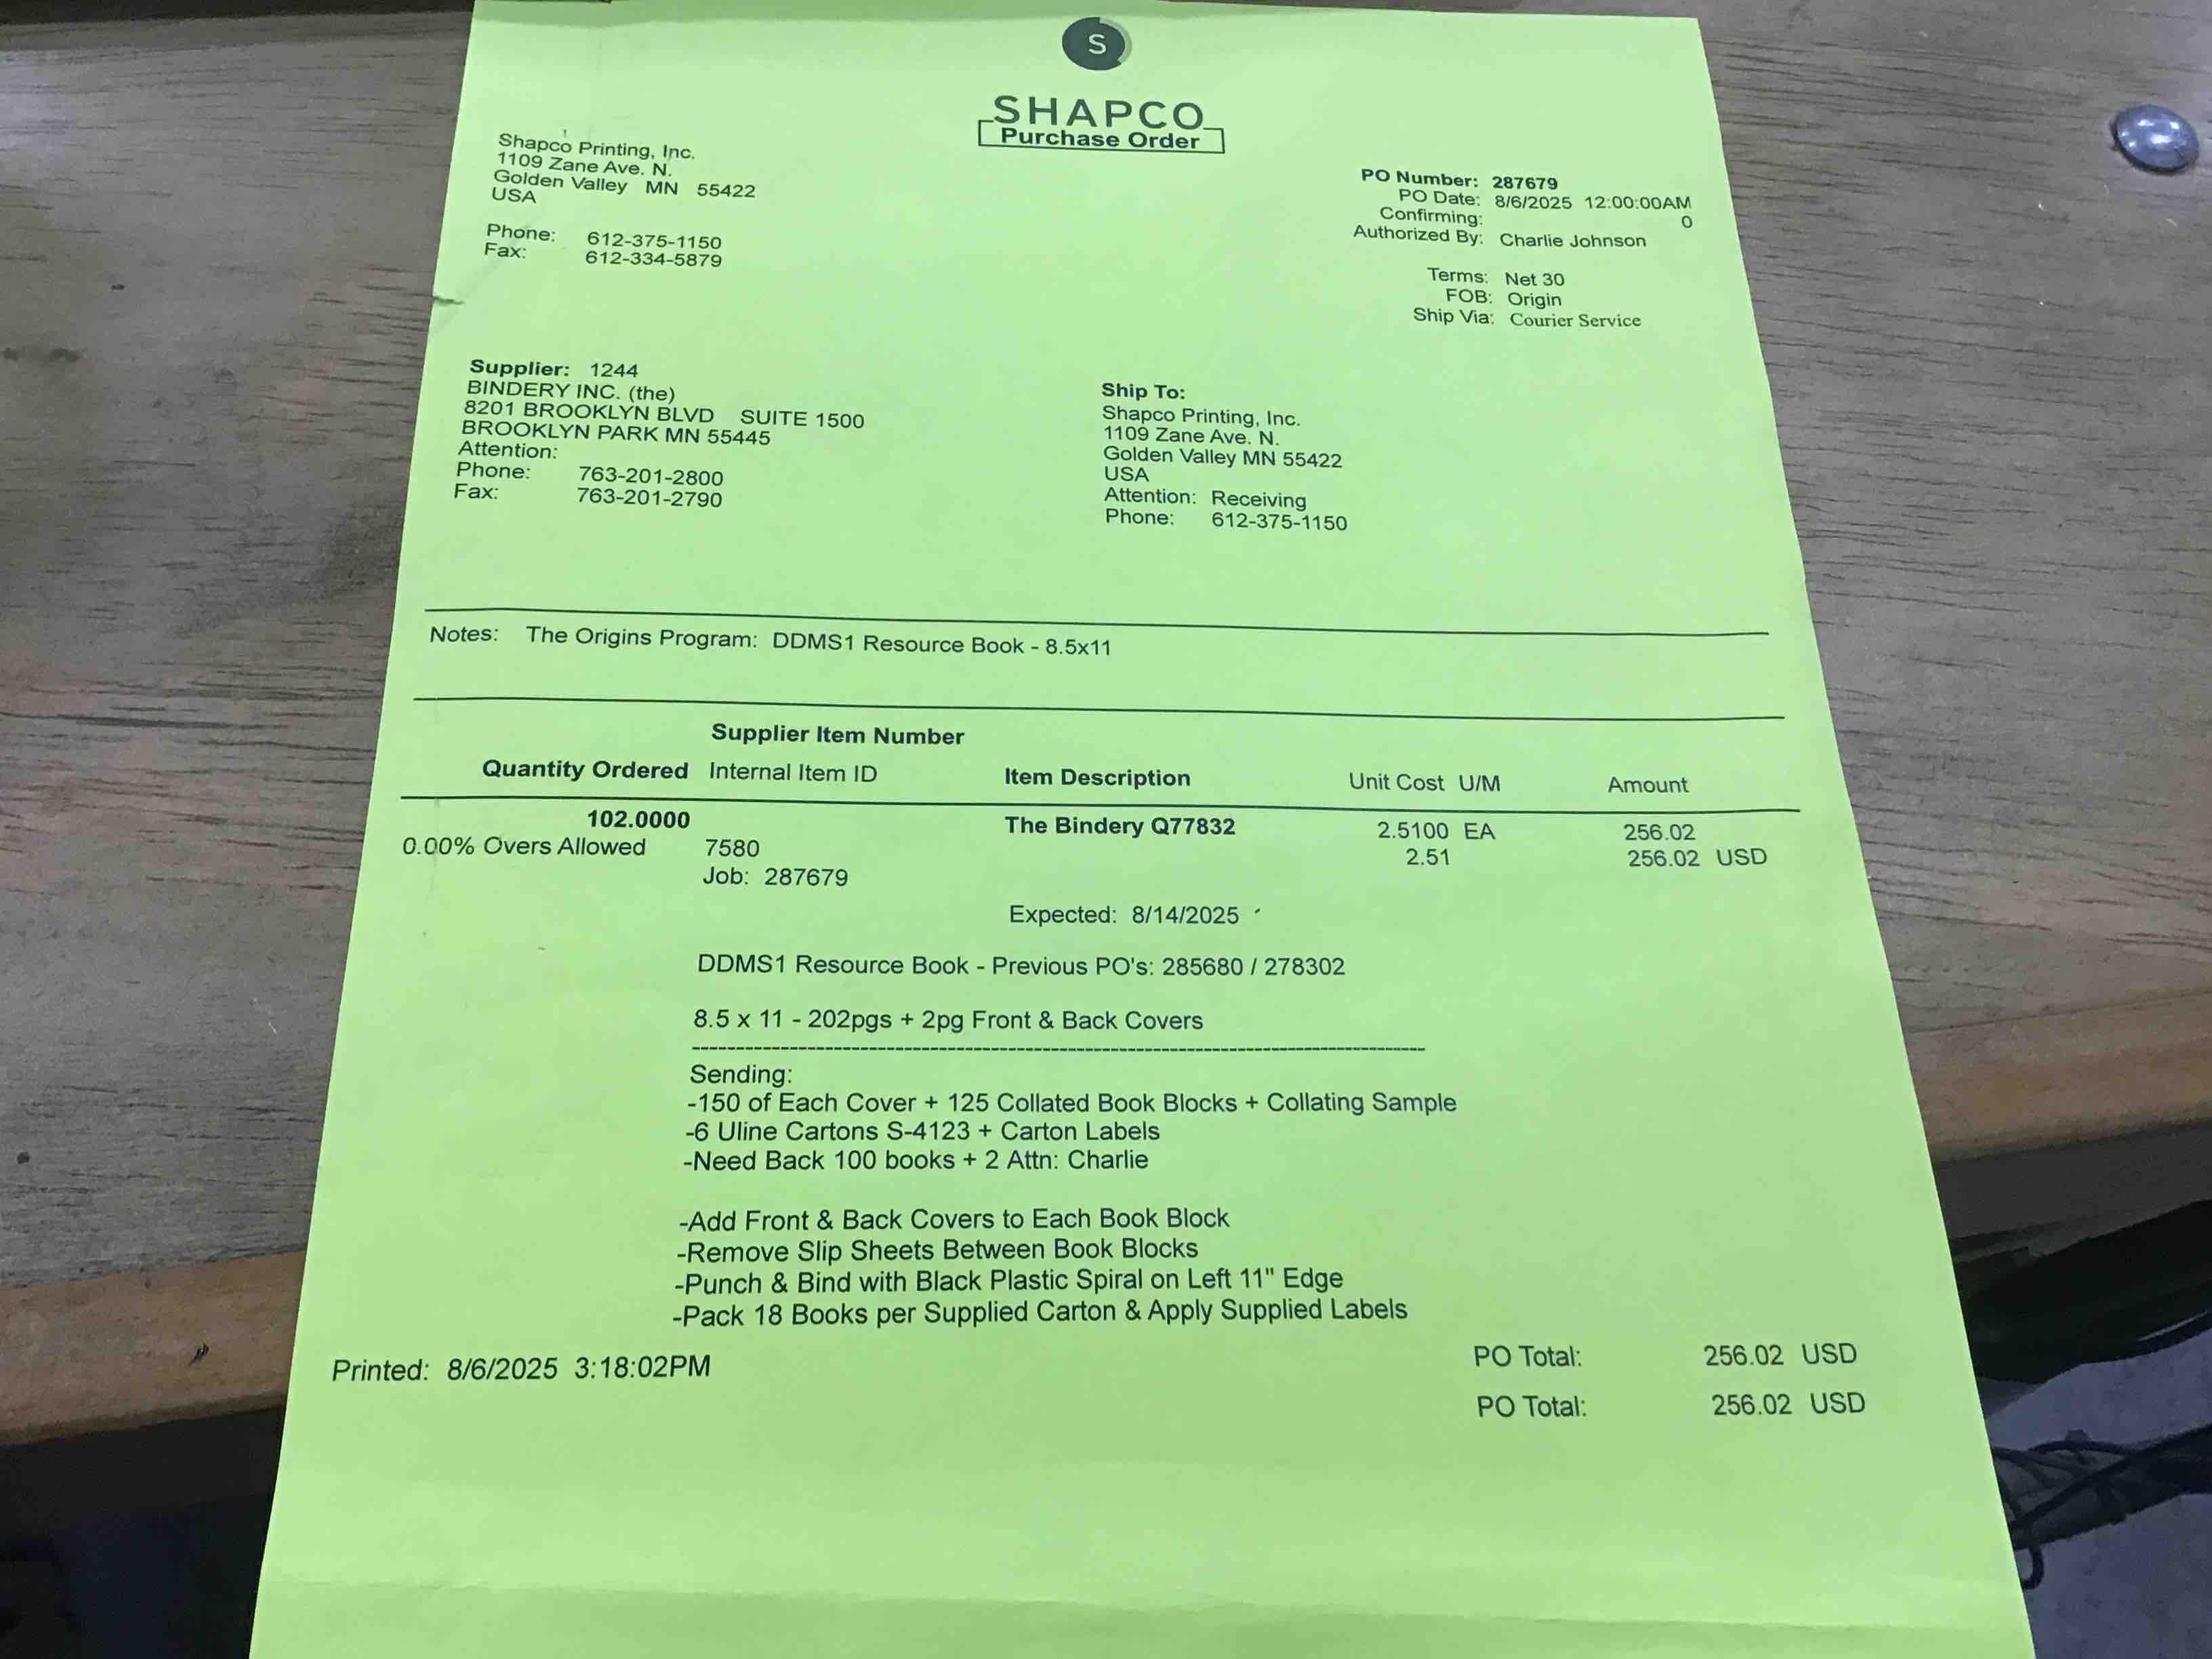 S
SHAPCO
Purchase Order
Shapco Printing, Inc.
1109 Zane Ave. N.
Golden Valley MN 55422
USA
Phone: 612-375-1150
Fax: 612-334-5879
PO Number: 287679
PO Date: 8/6/2025 12:00:00AM
Confirming: 0
Authorized By: Charlie Johnson
Terms: Net 30
FOB: Origin
Ship Via: Courier Service
Supplier: 1244
BINDERY INC. (the)
8201 BROOKLYN BLVD SUITE 1500
BROOKLYN PARK MN 55445
Attention:
Phone: 763-201-2800
Fax: 763-201-2790
Ship To:
Shapco Printing, Inc.
1109 Zane Ave. N.
Golden Valley MN 55422
USA
Attention: Receiving
Phone: 612-375-1150
Notes: The Origins Program: DDMS1 Resource Book - 8.5x11
Supplier Item Number
Quantity Ordered Internal Item ID Item Description Unit Cost U/M Amount
102.0000 The Bindery Q77832 2.5100 EA 256.02
0.00% Overs Allowed 7580 2.51 256.02 USD
Job: 287679
Expected: 8/14/2025
DDMS1 Resource Book - Previous PO's: 285680 / 278302
8.5 x 11 - 202pgs + 2pg Front & Back Covers
Sending:
-150 of Each Cover + 125 Collated Book Blocks + Collating Sample
-6 Uline Cartons S-4123 + Carton Labels
-Need Back 100 books + 2 Attn: Charlie
-Add Front & Back Covers to Each Book Block
-Remove Slip Sheets Between Book Blocks
-Punch & Bind with Black Plastic Spiral on Left 11" Edge
-Pack 18 Books per Supplied Carton & Apply Supplied Labels
Printed: 8/6/2025 3:18:02PM
PO Total: 256.02 USD
PO Total: 256.02 USD